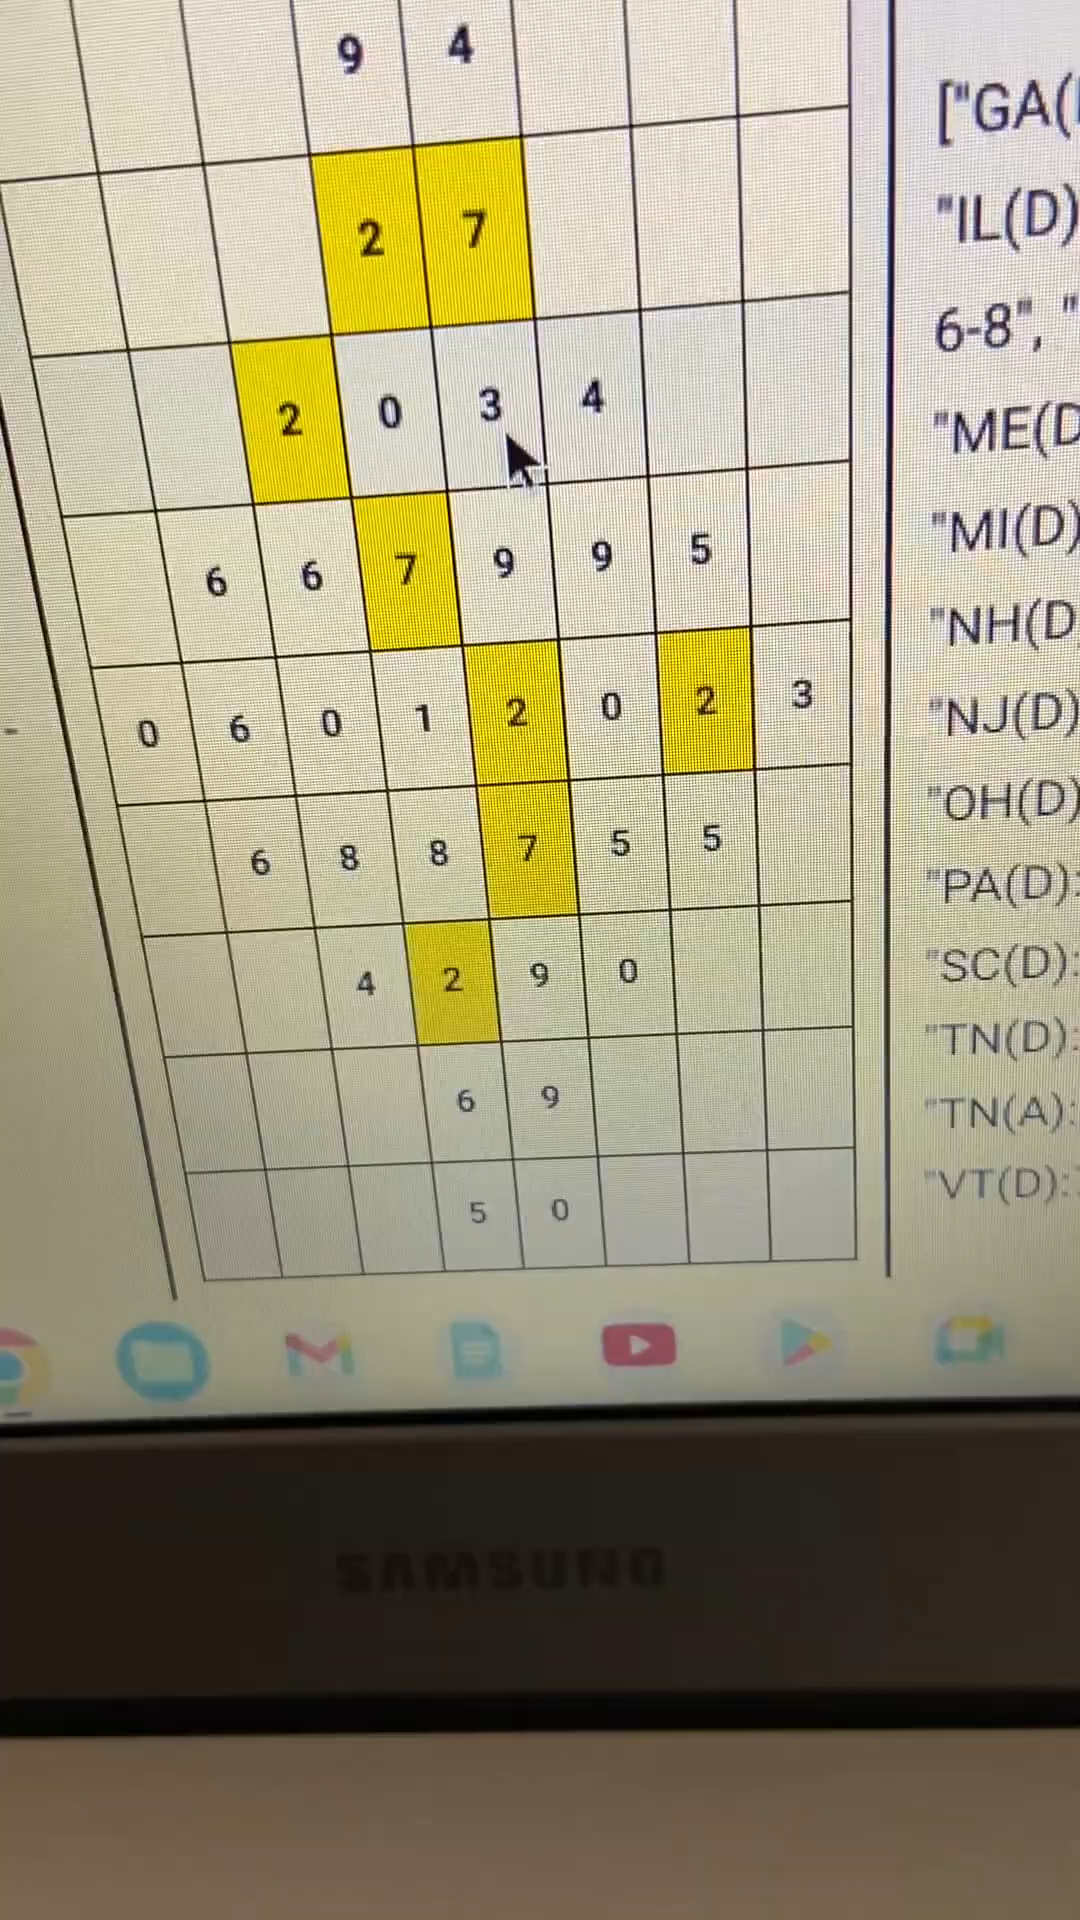 9 4
2 7
2 0 3 4
6 6 7 9 9 5
0 6 0 1 2 0 2 3
6 8 8 7 5 5
4 2 9 0
6 9
5 0
["GA(
"IL(D)
6-8", "
"ME(D
"MI(D)
"NH(D
"NJ(D)
"OH(D)
"PA(D):
"SC(D):
"TN(D):
"TN(A):
"VT(D):
SAMSUNG